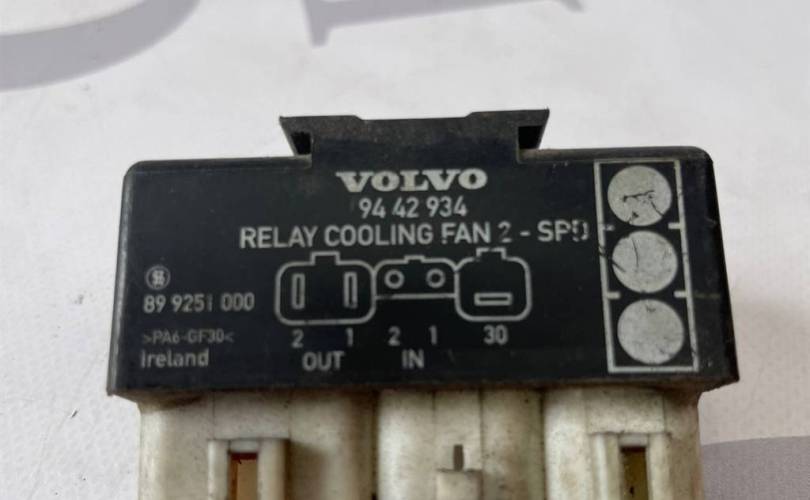 VOLVO
94 42 934
RELAY COOLING FAN 2 - SPD
89 9251 000
>PA6-GF30<
Ireland
2 1 2 1 30
OUT IN